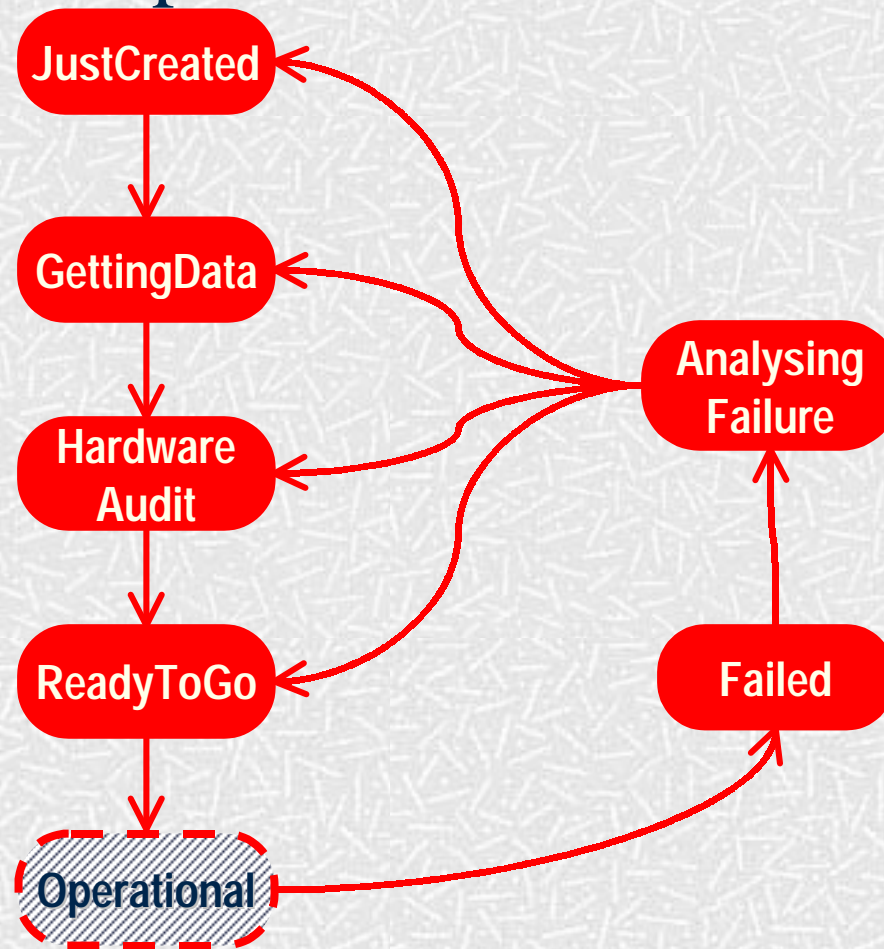 JustCreated
GettingData
Analysing
Failure
Hardware
Audit
ReadyToGo
Failed
Operational